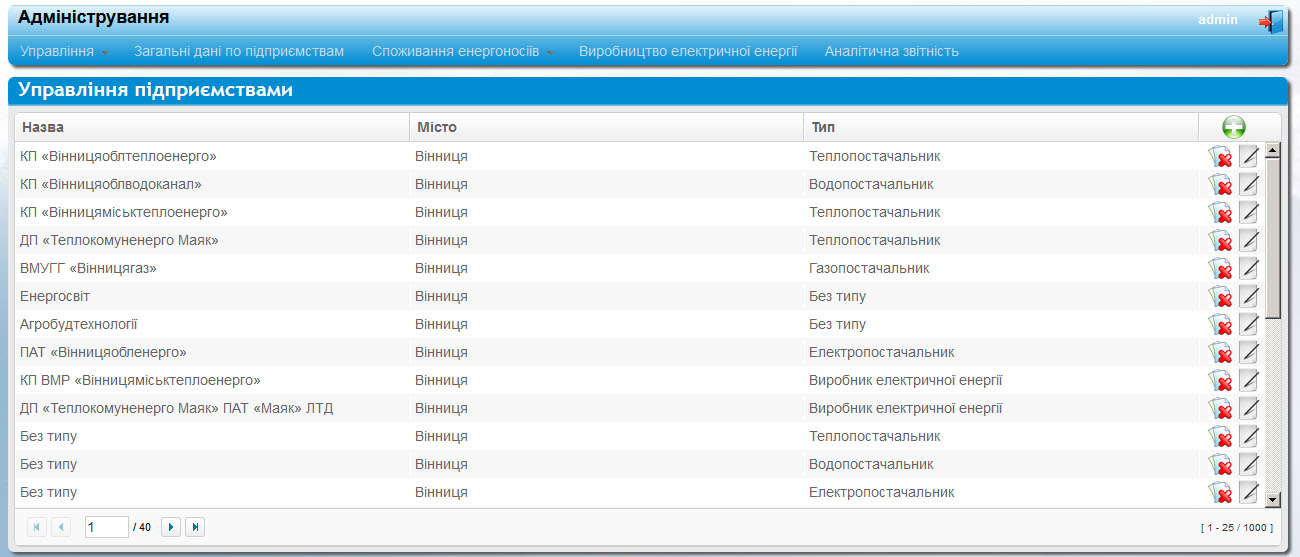 Адміністрування
admin
Управління Загальні дані по підприємствам Споживання енергоносіїв Виробництво електричної енергії Аналітична звітність
Управління підприємствами
Назва Місто Тип
КП «Вінницяоблтеплоенерго» Вінниця Теплопостачальник
КП «Вінницяоблводоканал» Вінниця Водопостачальник
КП «Вінницяміськтеплоенерго» Вінниця Теплопостачальник
ДП «Теплокомуненерго Маяк» Вінниця Теплопостачальник
ВМУГГ «Вінницягаз» Вінниця Газопостачальник
Енергосвіт Вінниця Без типу
Агробудтехнології Вінниця Без типу
ПАТ «Вінницяобленерго» Вінниця Електропостачальник
КП ВМР «Вінницяміськтеплоенерго» Вінниця Виробник електричної енергії
ДП «Теплокомуненерго Маяк» ПАТ «Маяк» ЛТД Вінниця Виробник електричної енергії
Без типу Вінниця Теплопостачальник
Без типу Вінниця Водопостачальник
Без типу Вінниця Електропостачальник
1 / 40 [ 1 - 25 / 1000 ]